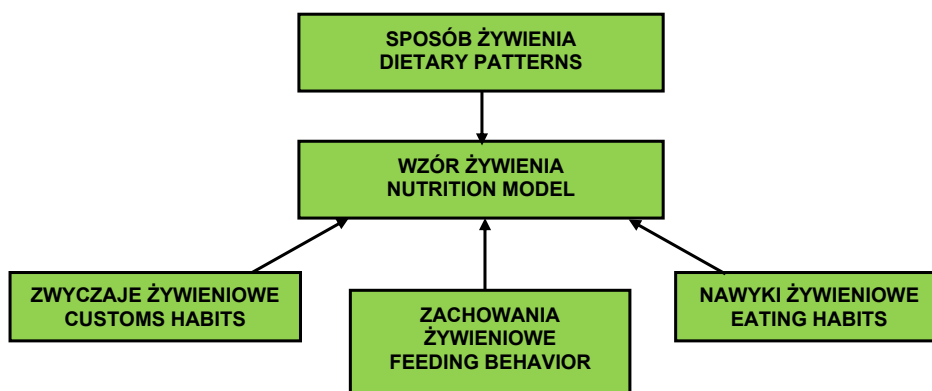 SPOSÓB ŻYWIENIA
DIETARY PATTERNS
WZÓR ŻYWIENIA
NUTRITION MODEL
ZWYCZAJE ŻYWIENIOWE
CUSTOMS HABITS
ZACHOWANIA
ŻYWIENIOWE
FEEDING BEHAVIOR
NAWYKI ŻYWIENIOWE
EATING HABITS